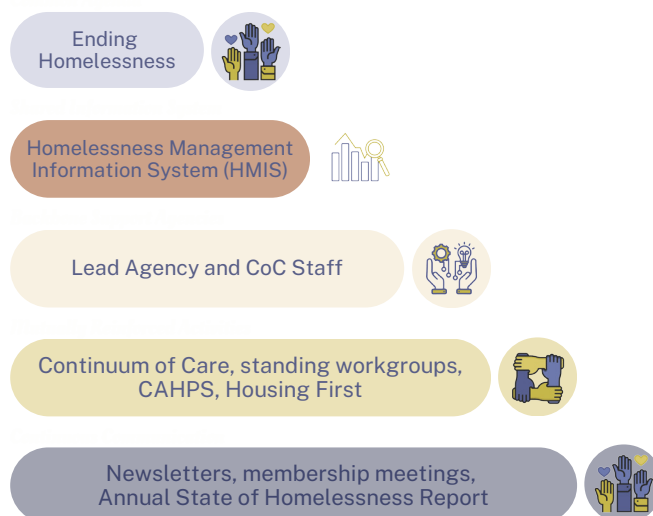 Ending
Homelessness
Homelessness Management
Information System (HMIS)
Lead Agency and CoC Staff
Continuum of Care, standing workgroups,
CAHPS, Housing First
Newsletters, membership meetings,
Annual State of Homelessness Report